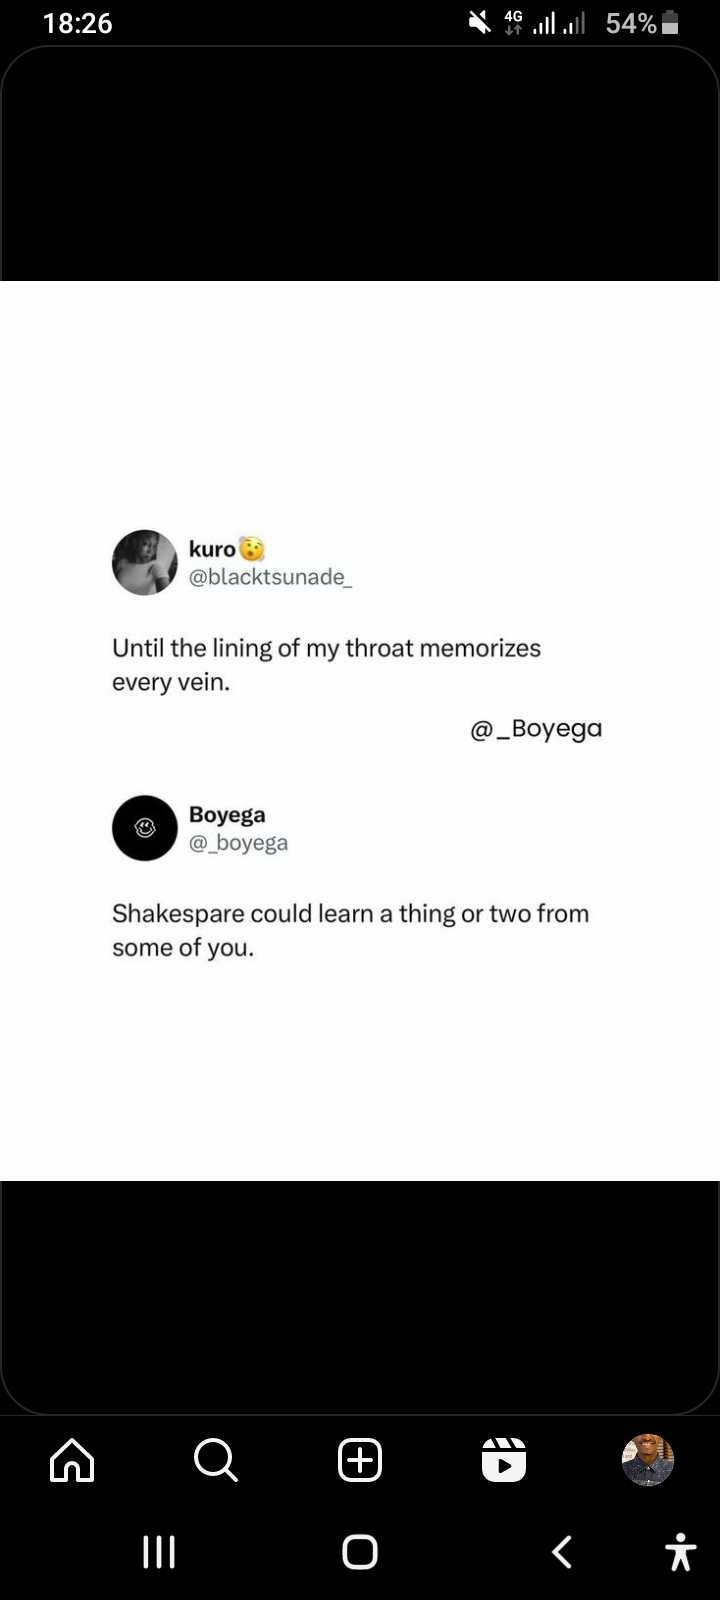 18:26
4G
54%
kuro🫨
@blacktsunade_
Until the lining of my throat memorizes
every vein.
@_Boyega
Boyega
@_boyega
Shakespare could learn a thing or two from
some of you.